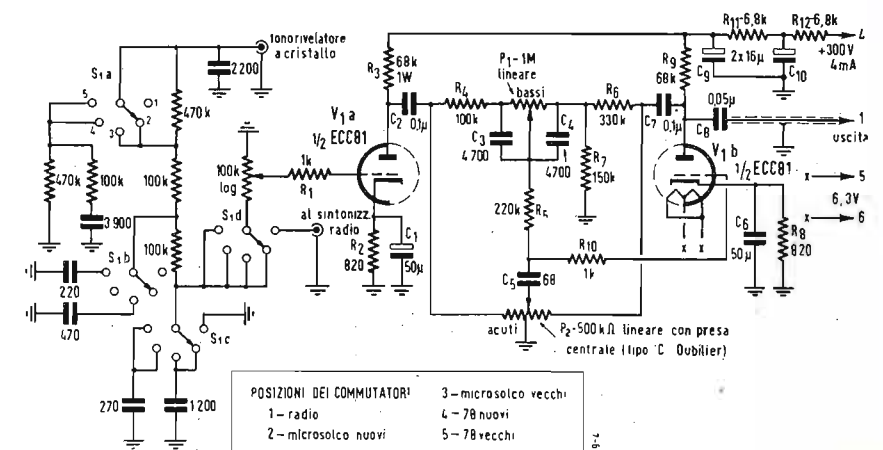 tonorivelatore
a cristallo
S1a
5
1
4
2
3
2200
470k
470k
100k
100k
3900
100k
S1b
220
470
S1c
270
1200
S1d
100k
log
1k
R1
al sintonizz.
radio
V1a
1/2 ECC81
R3
68k
1W
C2
0,1µ
R2
820
C1
50µ
R4
100k
P1-1M
lineare
bassi
C3
4700
C4
4700
R6
330k
R7
150k
220k
R5
C5
68
R10
1k
acuti
P2-500kΩ lineare con presa
centrale (tipo C Dubilier)
C7
0,1µ
R9
68k
R11-6,8k
R12-6,8k
C9
2x16µ
C10
4
+300V
4mA
0,05µ
C8
1
uscita
V1b
1/2 ECC81
x
5
6,3V
x
6
x
x
C6
50µ
R8
820
POSIZIONI DEI COMMUTATORI
1-radio
2-microsolco nuovi
3-microsolco vecchi
4-78 nuovi
5-78 vecchi